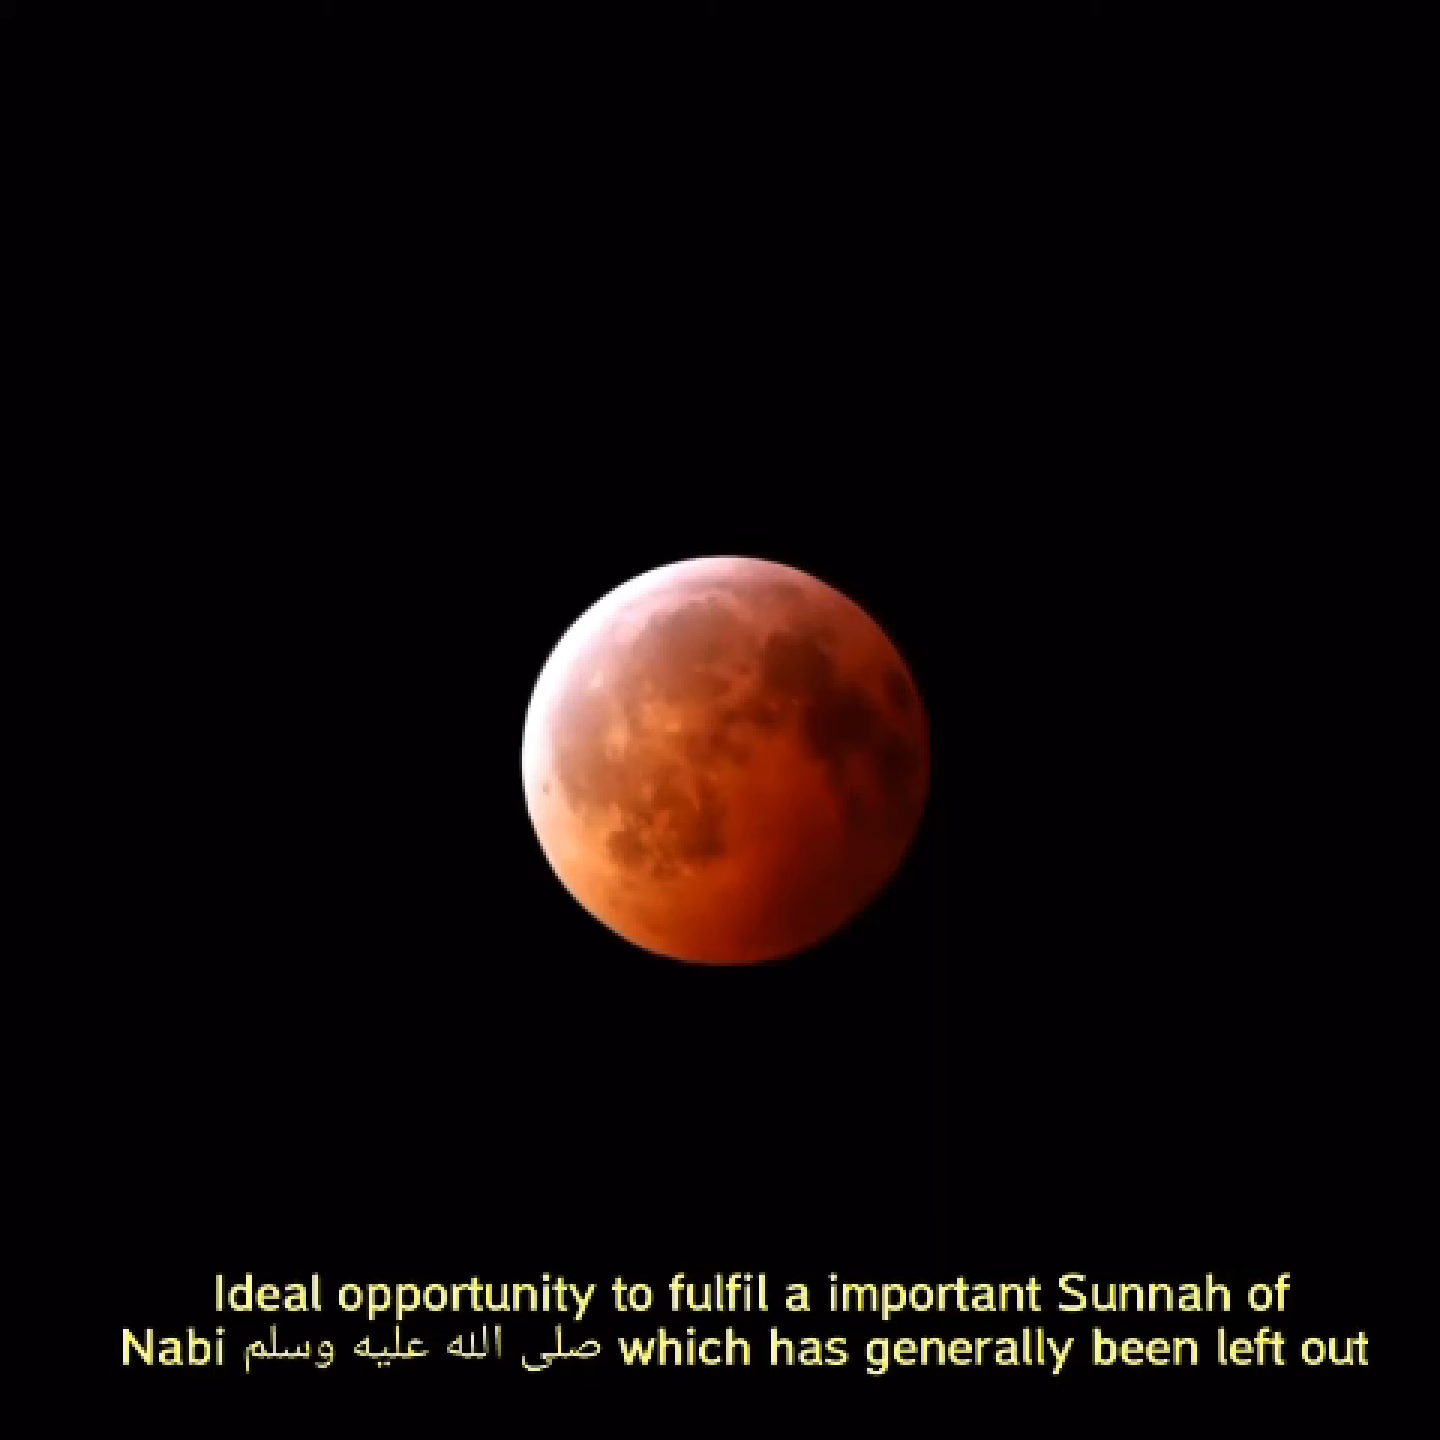 Ideal opportunity to fulfil a important Sunnah of
Nabi صلى الله عليه وسلم which has generally been left out